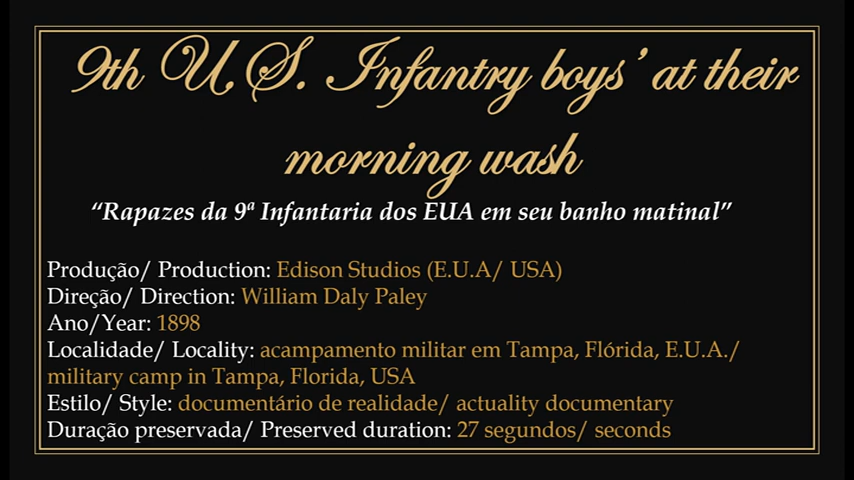 9th U.S. Infantry boys' at their
morning wash
“Rapazes da 9ª Infantaria dos EUA em seu banho matinal”
Produção/ Production: Edison Studios (E.U.A/ USA)
Direção/ Direction: William Daly Paley
Ano/Year: 1898
Localidade/ Locality: acampamento militar em Tampa, Flórida, E.U.A./
military camp in Tampa, Florida, USA
Estilo/ Style: documentário de realidade/ actuality documentary
Duração preservada/ Preserved duration: 27 segundos/ seconds